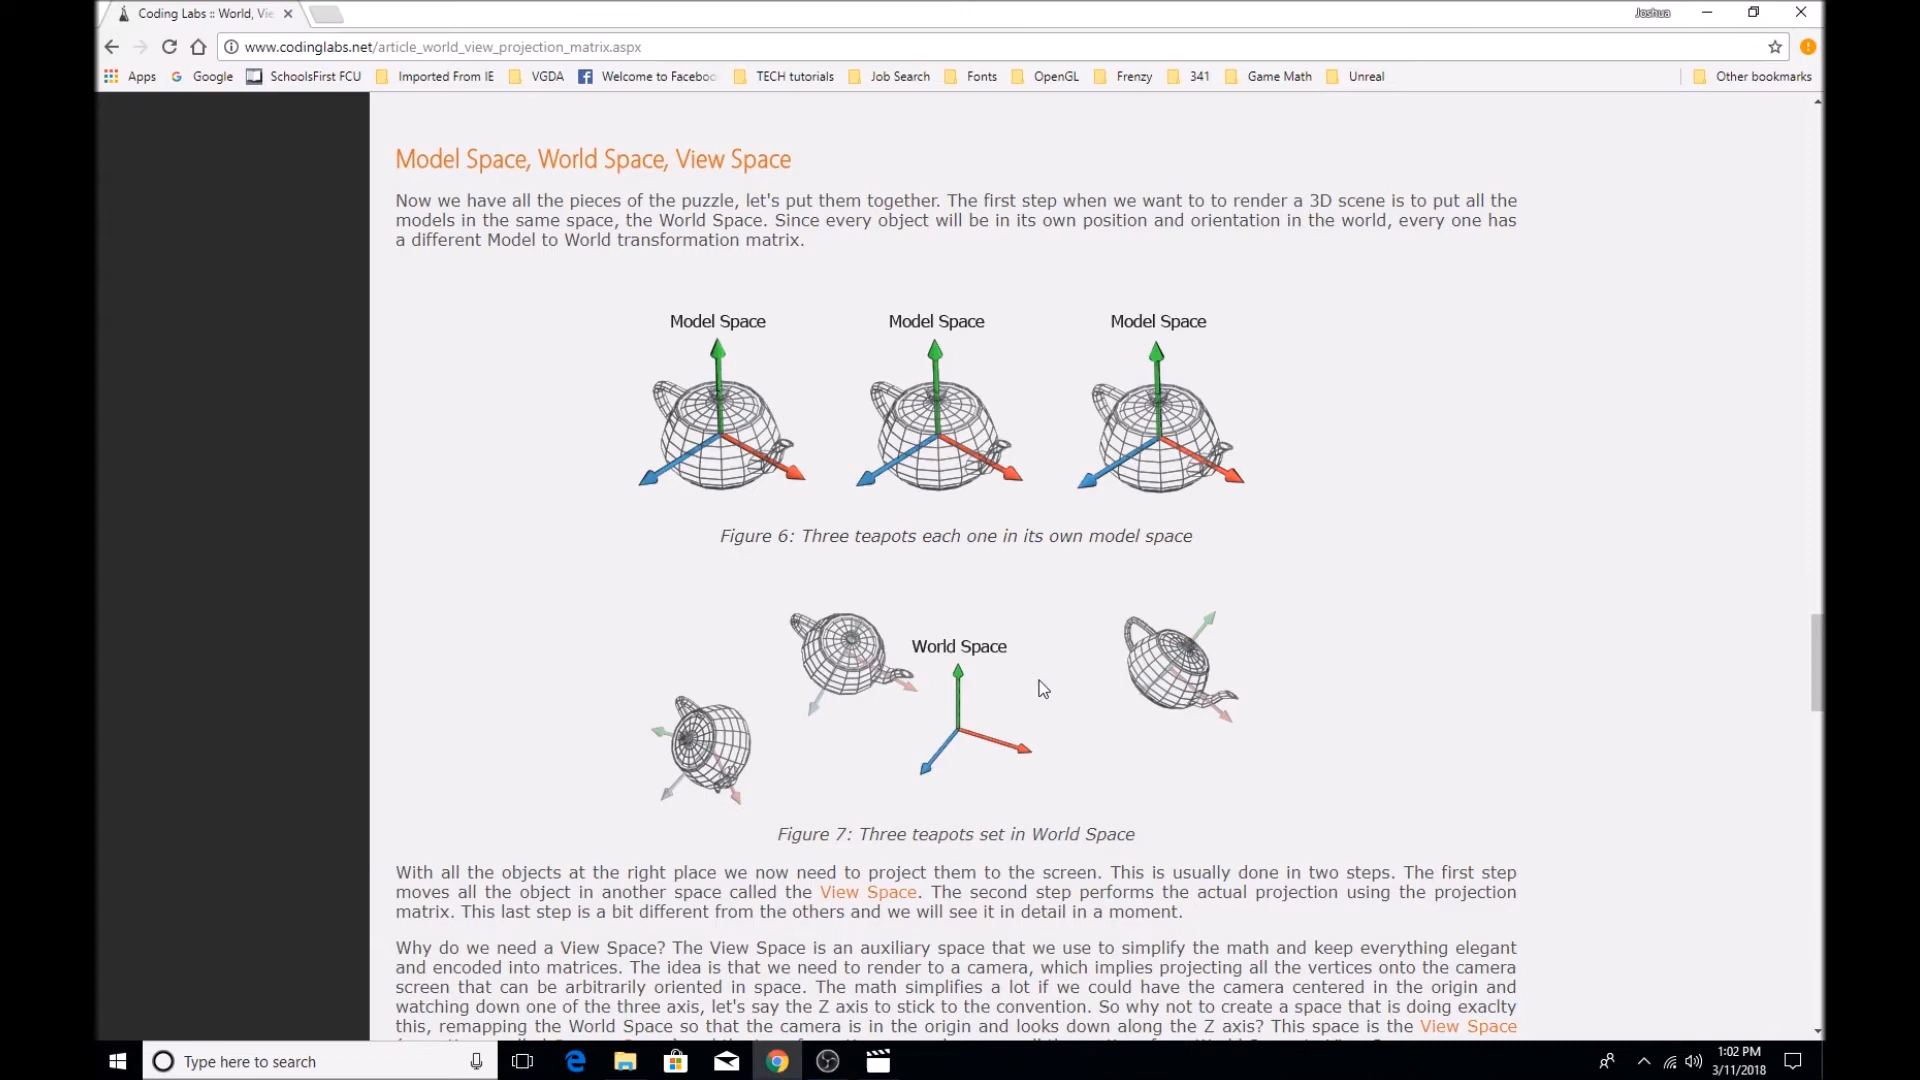 Coding Labs :: World, Vie
Joshua
www.codinglabs.net/article_world_view_projection_matrix.aspx
Apps Google SchoolsFirst FCU Imported From IE VGDA Welcome to Faceboo TECH tutorials Job Search Fonts OpenGL Frenzy 341 Game Math Unreal Other bookmarks
Model Space, World Space, View Space
Now we have all the pieces of the puzzle, let's put them together. The first step when we want to to render a 3D scene is to put all the
models in the same space, the World Space. Since every object will be in its own position and orientation in the world, every one has
a different Model to World transformation matrix.
Model Space Model Space Model Space
Figure 6: Three teapots each one in its own model space
World Space
Figure 7: Three teapots set in World Space
With all the objects at the right place we now need to project them to the screen. This is usually done in two steps. The first step
moves all the object in another space called the View Space. The second step performs the actual projection using the projection
matrix. This last step is a bit different from the others and we will see it in detail in a moment.
Why do we need a View Space? The View Space is an auxiliary space that we use to simplify the math and keep everything elegant
and encoded into matrices. The idea is that we need to render to a camera, which implies projecting all the vertices onto the camera
screen that can be arbitrarily oriented in space. The math simplifies a lot if we could have the camera centered in the origin and
watching down one of the three axis, let's say the Z axis to stick to the convention. So why not to create a space that is doing exaclty
this, remapping the World Space so that the camera is in the origin and looks down along the Z axis? This space is the View Space
Type here to search
1:02 PM
3/11/2018